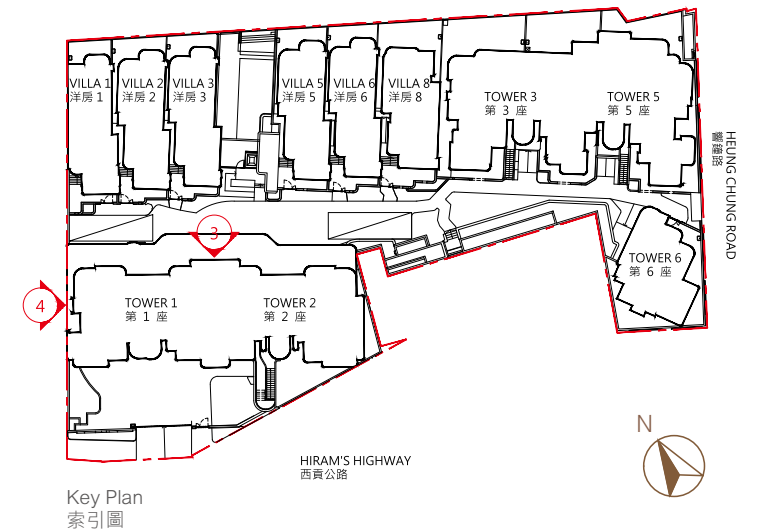 VILLA 1
洋房 1
VILLA 2
洋房 2
VILLA 3
洋房 3
VILLA 5
洋房 5
VILLA 6
洋房 6
VILLA 8
洋房 8
TOWER 3
第 3 座
TOWER 5
第 5 座
HEUNG CHUNG ROAD
響鐘路
3
TOWER 6
第 6 座
4
TOWER 1
第 1 座
TOWER 2
第 2 座
HIRAM'S HIGHWAY
西貢公路
N
Key Plan
索引圖